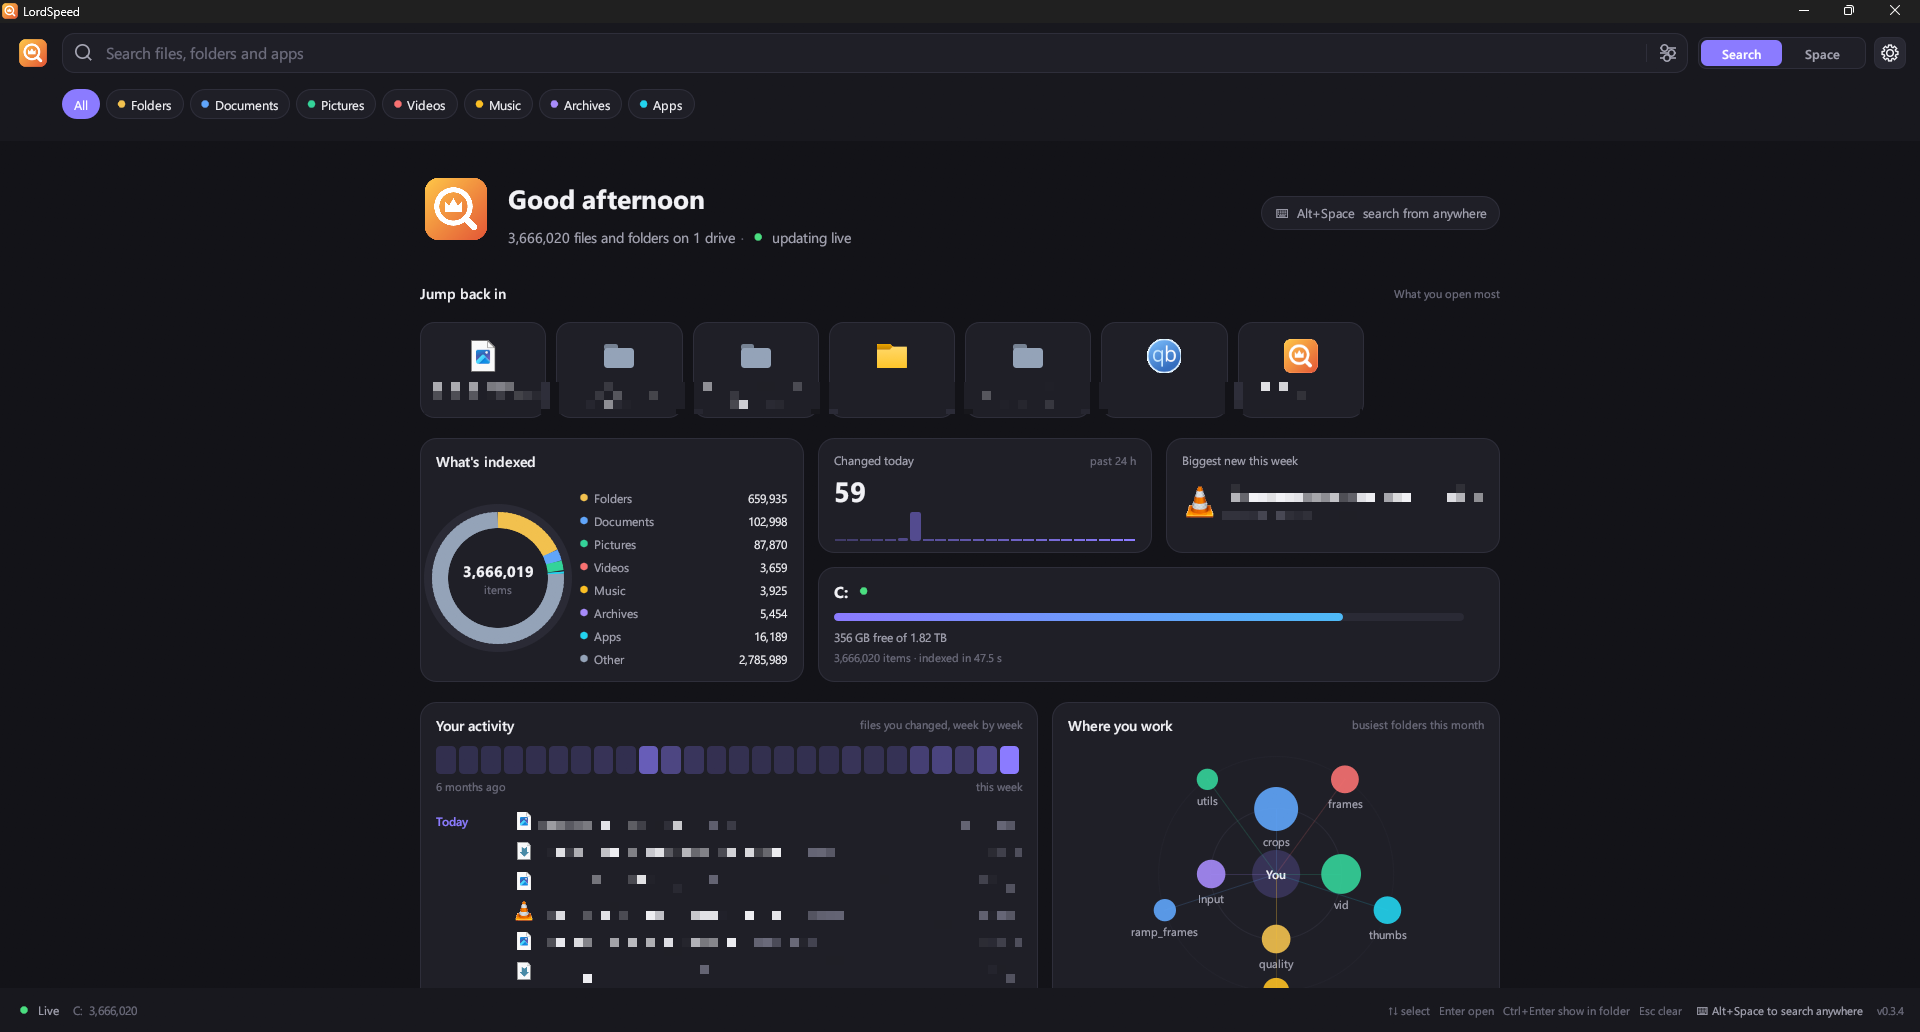 LordSpeed
Search files, folders and apps
Search Space
All Folders Documents Pictures Videos Music Archives Apps
Good afternoon
3,666,020 files and folders on 1 drive · updating live
Alt+Space search from anywhere
Jump back in
What you open most
qb
What's indexed
3,666,019
items
Folders 659,935
Documents 102,998
Pictures 87,870
Videos 3,659
Music 3,925
Archives 5,454
Apps 16,189
Other 2,785,989
Changed today past 24 h
59
Biggest new this week
C:
356 GB free of 1.82 TB
3,666,020 items · indexed in 47.5 s
Your activity files you changed, week by week
6 months ago this week
Today
Where you work busiest folders this month
utils
frames
crops
You
Input
vid
ramp_frames
thumbs
quality
Live C: 3,666,020
↑↓ select Enter open Ctrl+Enter show in folder Esc clear Alt+Space to search anywhere v0.3.4